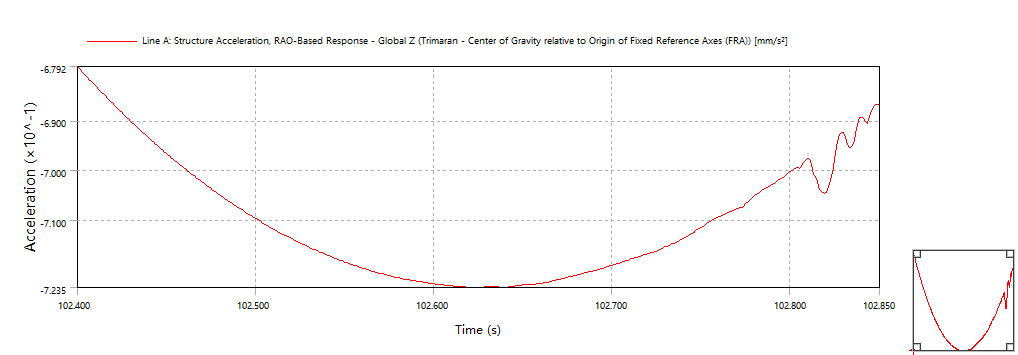 Line A: Structure Acceleration, RAO-Based Response - Global Z (Trimaran - Center of Gravity relative to Origin of Fixed Reference Axes (FRA)) [mm/s²]
Acceleration (×10^-1)
-6.792
-6.900
-7.000
-7.100
-7.235
102.400 102.500 102.600 102.700 102.800 102.850
Time (s)